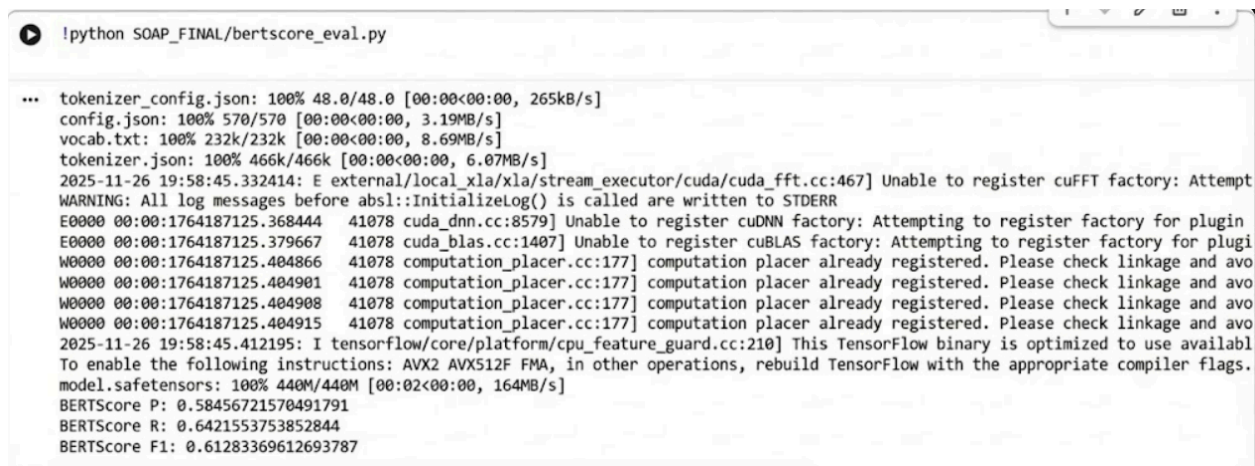 !python SOAP_FINAL/bertscore_eval.py
... tokenizer_config.json: 100% 48.0/48.0 [00:00<00:00, 265kB/s]
config.json: 100% 570/570 [00:00<00:00, 3.19MB/s]
vocab.txt: 100% 232k/232k [00:00<00:00, 8.69MB/s]
tokenizer.json: 100% 466k/466k [00:00<00:00, 6.07MB/s]
2025-11-26 19:58:45.332414: E external/local_xla/xla/stream_executor/cuda/cuda_fft.cc:467] Unable to register cuFFT factory: Attempt
WARNING: All log messages before absl::InitializeLog() is called are written to STDERR
E0000 00:00:1764187125.368444   41078 cuda_dnn.cc:8579] Unable to register cuDNN factory: Attempting to register factory for plugin
E0000 00:00:1764187125.379667   41078 cuda_blas.cc:1407] Unable to register cuBLAS factory: Attempting to register factory for plugi
W0000 00:00:1764187125.404866   41078 computation_placer.cc:177] computation placer already registered. Please check linkage and avo
W0000 00:00:1764187125.404901   41078 computation_placer.cc:177] computation placer already registered. Please check linkage and avo
W0000 00:00:1764187125.404908   41078 computation_placer.cc:177] computation placer already registered. Please check linkage and avo
W0000 00:00:1764187125.404915   41078 computation_placer.cc:177] computation placer already registered. Please check linkage and avo
2025-11-26 19:58:45.412195: I tensorflow/core/platform/cpu_feature_guard.cc:210] This TensorFlow binary is optimized to use availabl
To enable the following instructions: AVX2 AVX512F FMA, in other operations, rebuild TensorFlow with the appropriate compiler flags.
model.safetensors: 100% 440M/440M [00:02<00:00, 164MB/s]
BERTScore P: 0.58456721570491791
BERTScore R: 0.6421553753852844
BERTScore F1: 0.61283369612693787